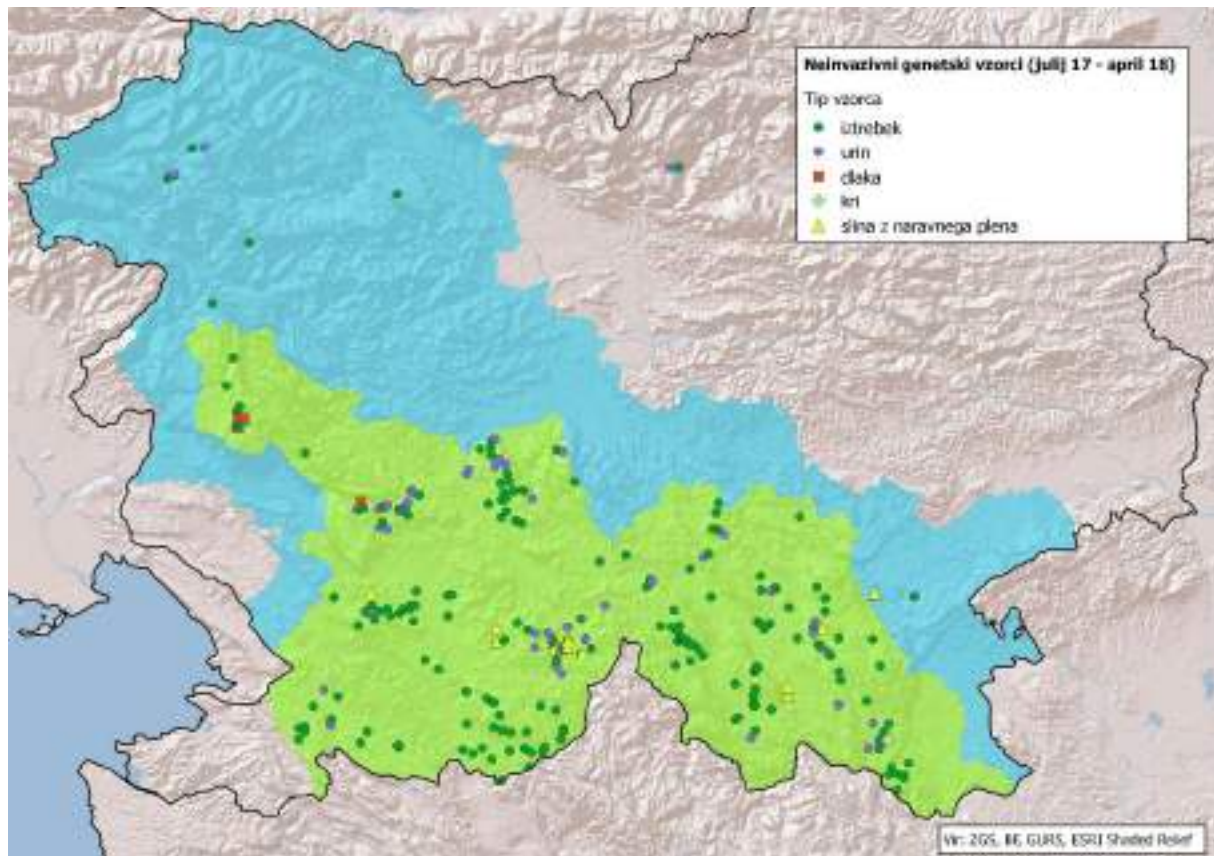 Neinvazivni genetski vzorci (julij 17 - april 18)
Tip vzorca
iztrebek
urin
dlaka
kri
slina z naravnega plena
Vir: ZGS, BF, GURS, ESRI Shaded Relief